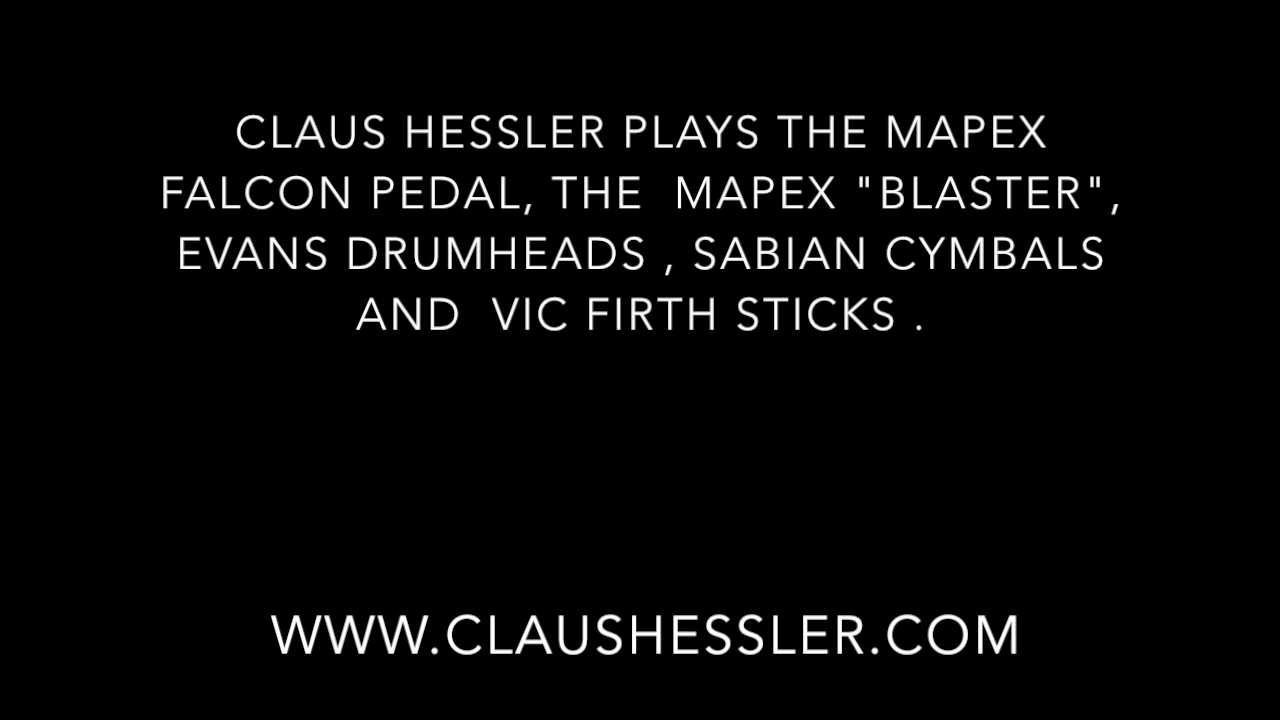 CLAUS HESSLER PLAYS THE MAPEX
FALCON PEDAL, THE  MAPEX "BLASTER",
EVANS DRUMHEADS , SABIAN CYMBALS
AND  VIC FIRTH STICKS .
WWW.CLAUSHESSLER.COM